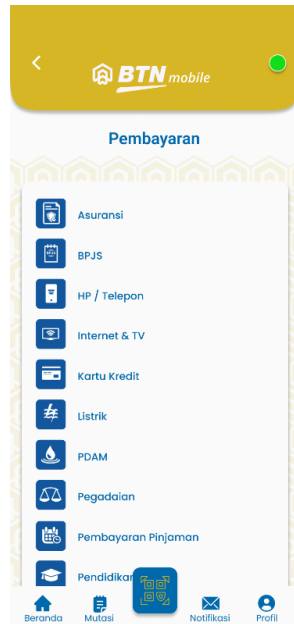 BTN mobile
Pembayaran
Asuransi
BPJS
HP / Telepon
Internet & TV
Kartu Kredit
Listrik
PDAM
Pegadaian
Pembayaran Pinjaman
Pendidikan
Beranda
Mutasi
Notifikasi
Profil